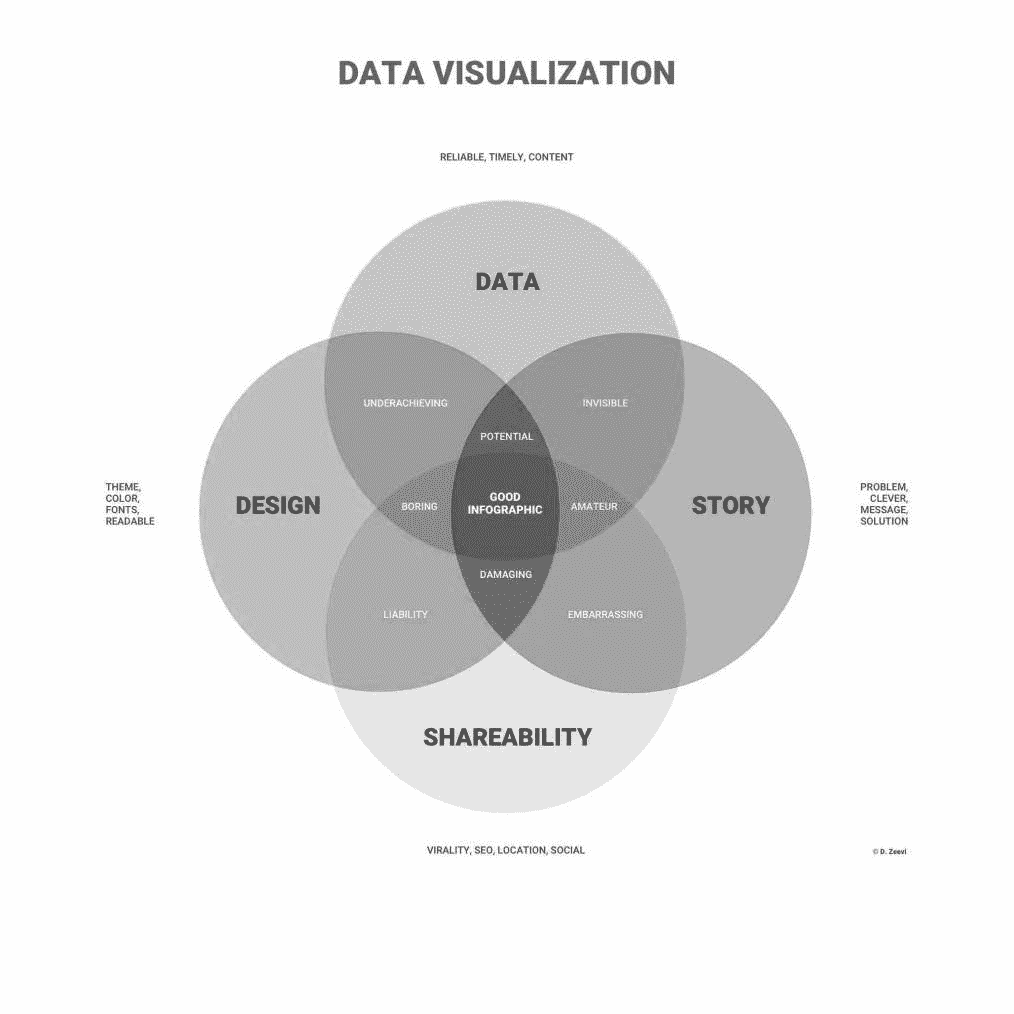 DATA VISUALIZATION
RELIABLE, TIMELY, CONTENT
DATA
UNDERACHIEVING
INVISIBLE
POTENTIAL
THEME,
COLOR,
FONTS,
READABLE
DESIGN
BORING
GOOD
INFOGRAPHIC
AMATEUR
STORY
PROBLEM,
CLEVER,
MESSAGE,
SOLUTION
DAMAGING
LIABILITY
EMBARRASSING
SHAREABILITY
VIRALITY, SEO, LOCATION, SOCIAL
© D. Zeevi